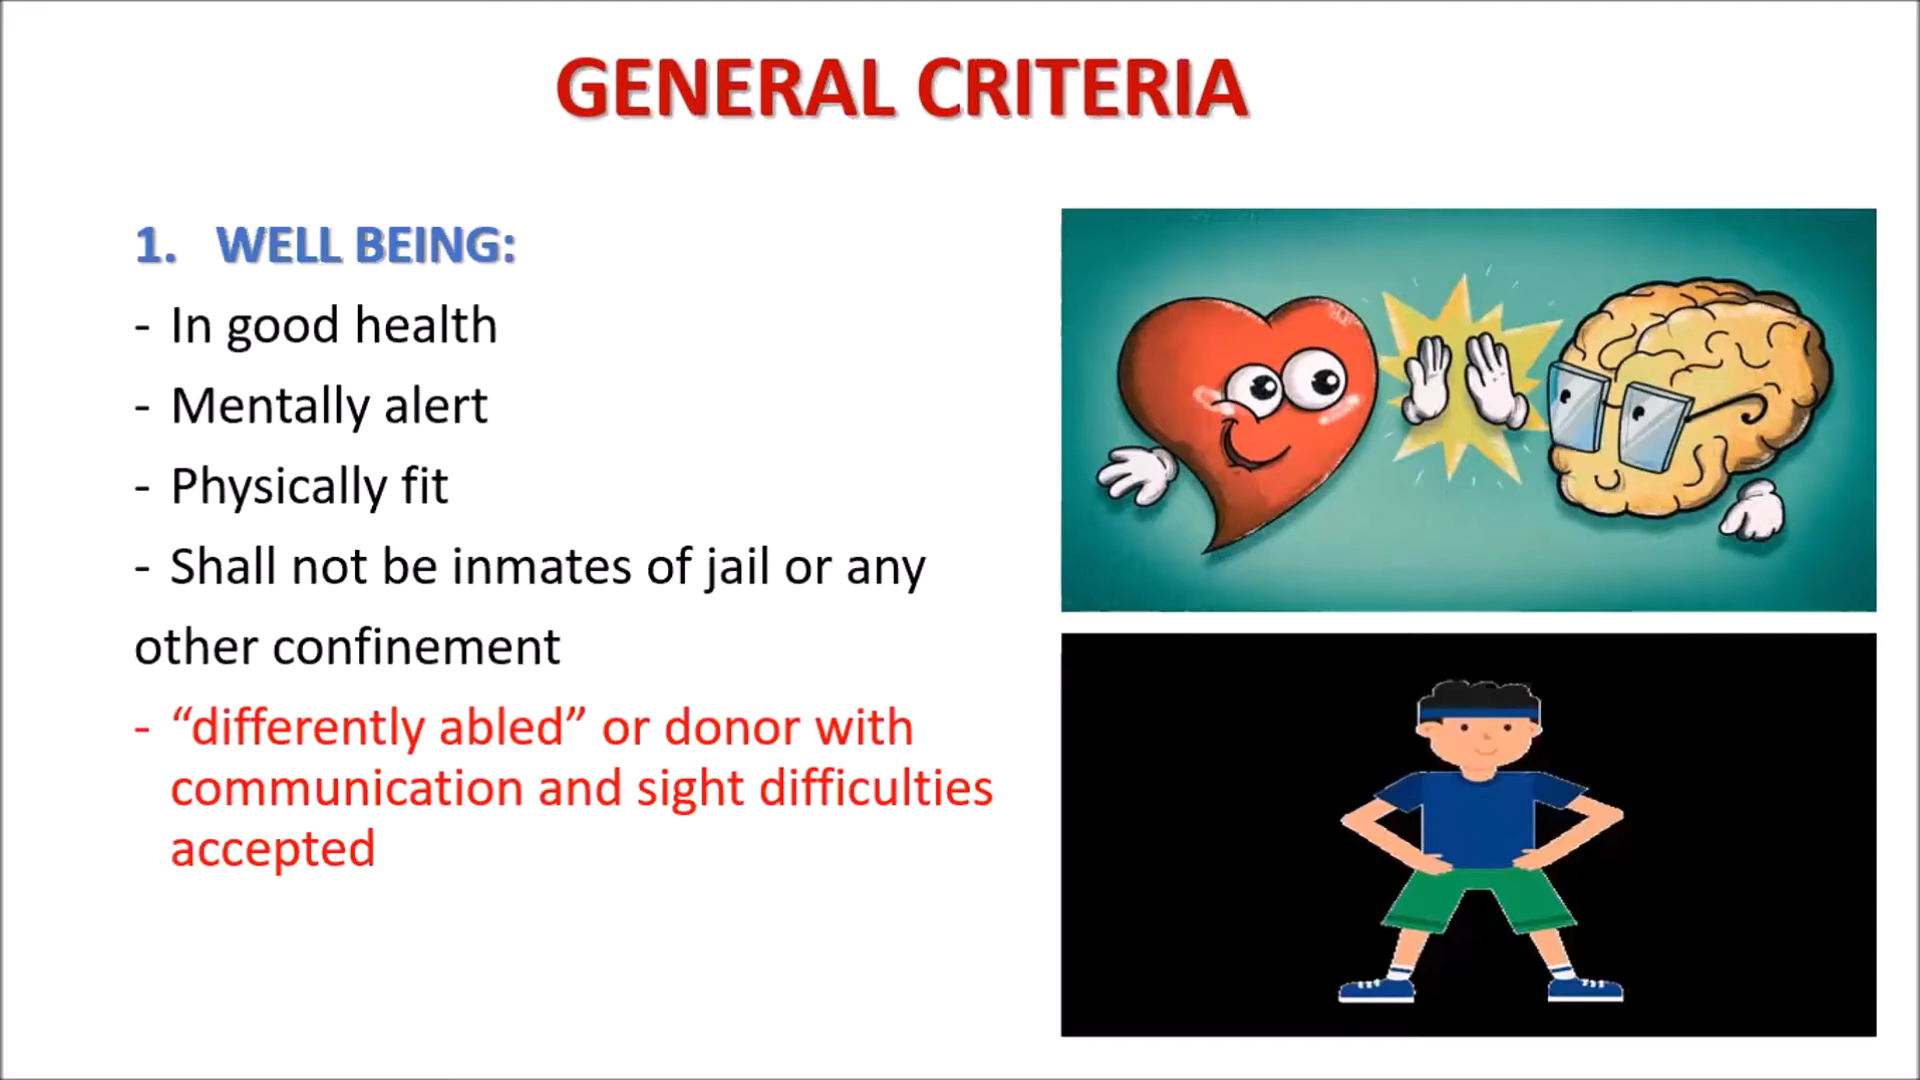 GENERAL CRITERIA
1. WELL BEING:
- In good health
- Mentally alert
- Physically fit
- Shall not be inmates of jail or any
other confinement
- “differently abled” or donor with
communication and sight difficulties
accepted